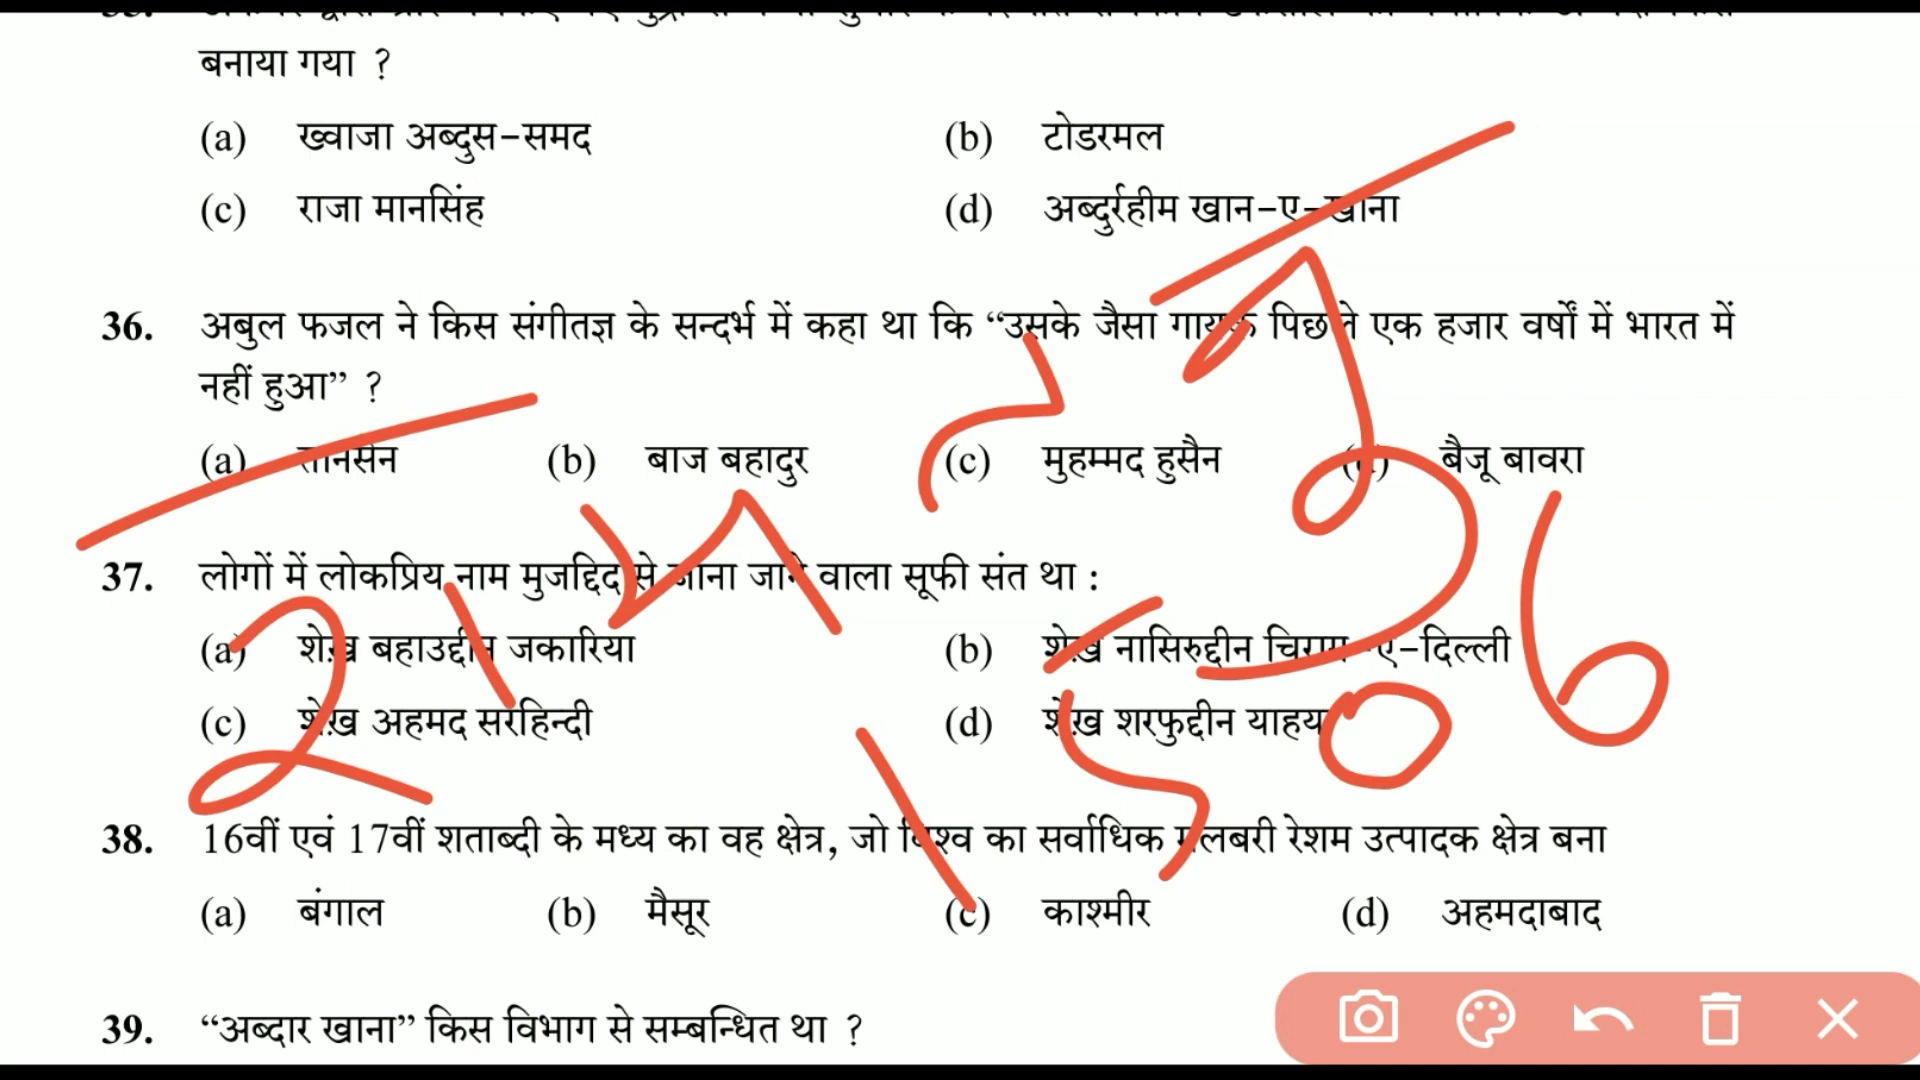 बनाया गया ?
(a) ख्वाजा अब्दुस-समद (b) टोडरमल
(c) राजा मानसिंह (d) अब्दुर्रहीम खान-ए-खाना
36. अबुल फजल ने किस संगीतज्ञ के सन्दर्भ में कहा था कि “उसके जैसा गायक पिछले एक हजार वर्षों में भारत में
नहीं हुआ” ?
(a) तानसेन (b) बाज बहादुर (c) मुहम्मद हुसैन (d) बैजू बावरा
37. लोगों में लोकप्रिय नाम मुजद्दिद से जाना जाने वाला सूफी संत था :
(a) शेख़ बहाउद्दीन जकारिया (b) शेख़ नासिरुद्दीन चिराग-ए-दिल्ली
(c) शेख़ अहमद सरहिन्दी (d) शेख़ शरफुद्दीन
38. 16वीं एवं 17वीं शताब्दी के मध्य का वह क्षेत्र, जो विश्व का सर्वाधिक मलबरी रेशम उत्पादक क्षेत्र बना
(a) बंगाल (b) मैसूर (c) काश्मीर (d) अहमदाबाद
39. “अब्दार खाना” किस विभाग से सम्बन्धित था ?